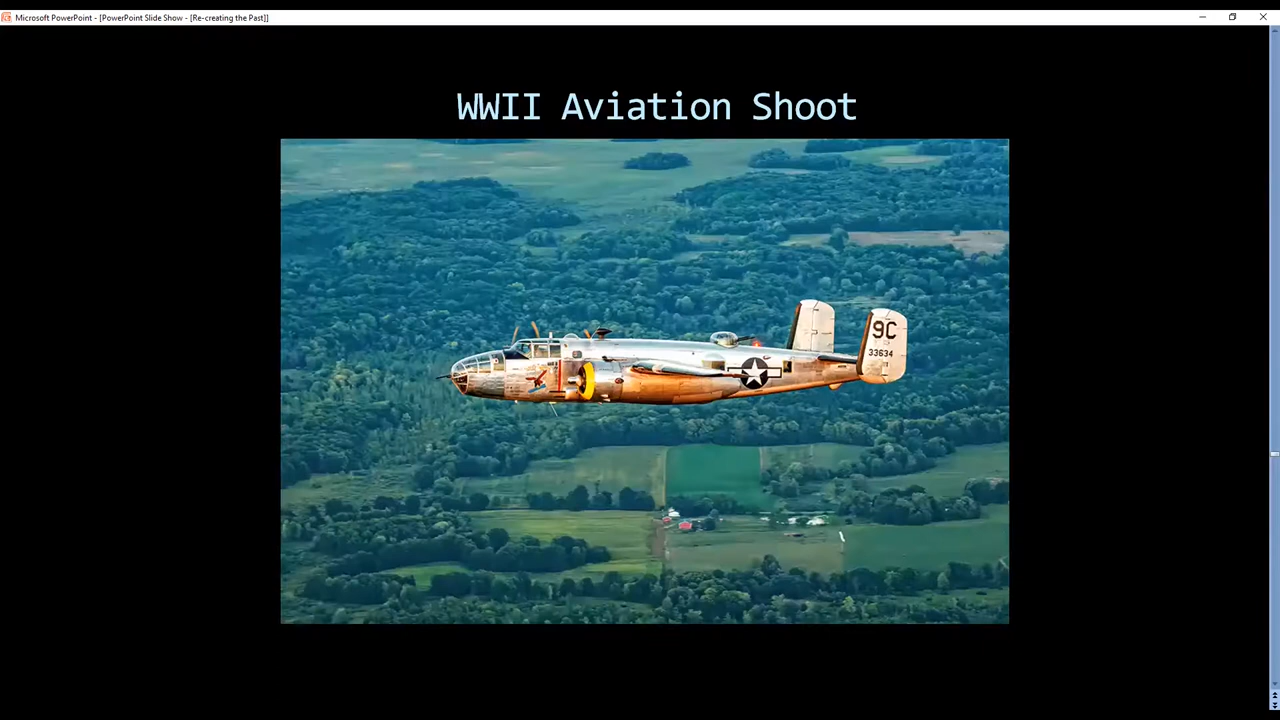 Microsoft PowerPoint - [PowerPoint Slide Show - [Re-creating the Past]]
WWII Aviation Shoot
9C
33634